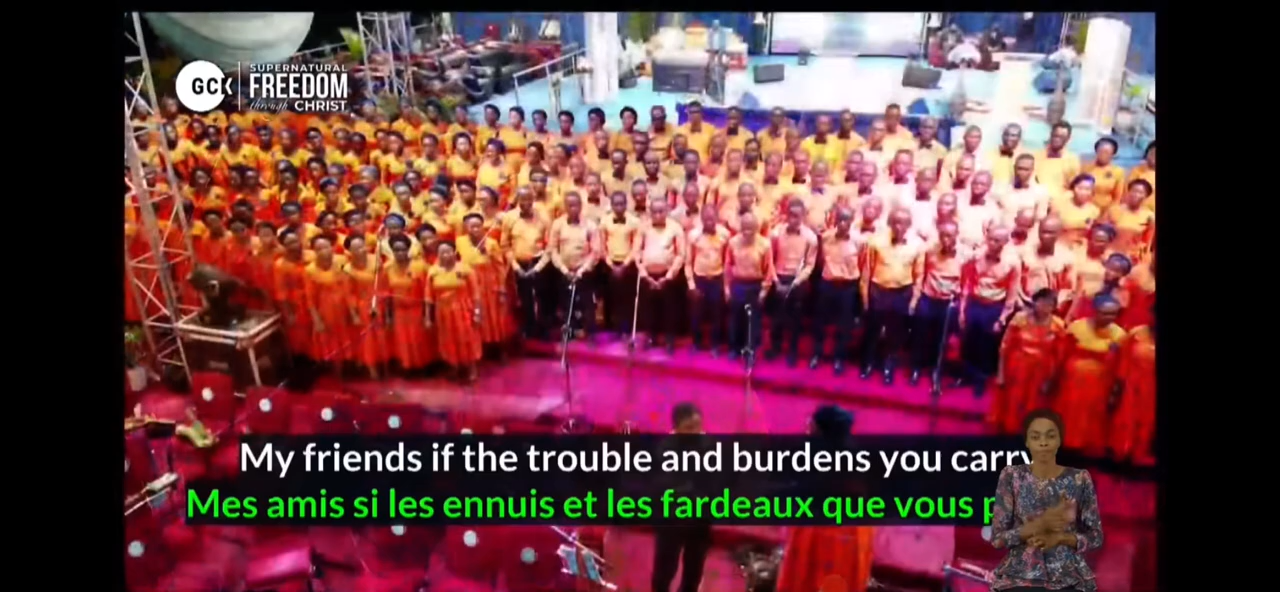 GCK
SUPERNATURAL
FREEDOM
through CHRIST
My friends if the trouble and burdens you carry
Mes amis si les ennuis et les fardeaux que vous